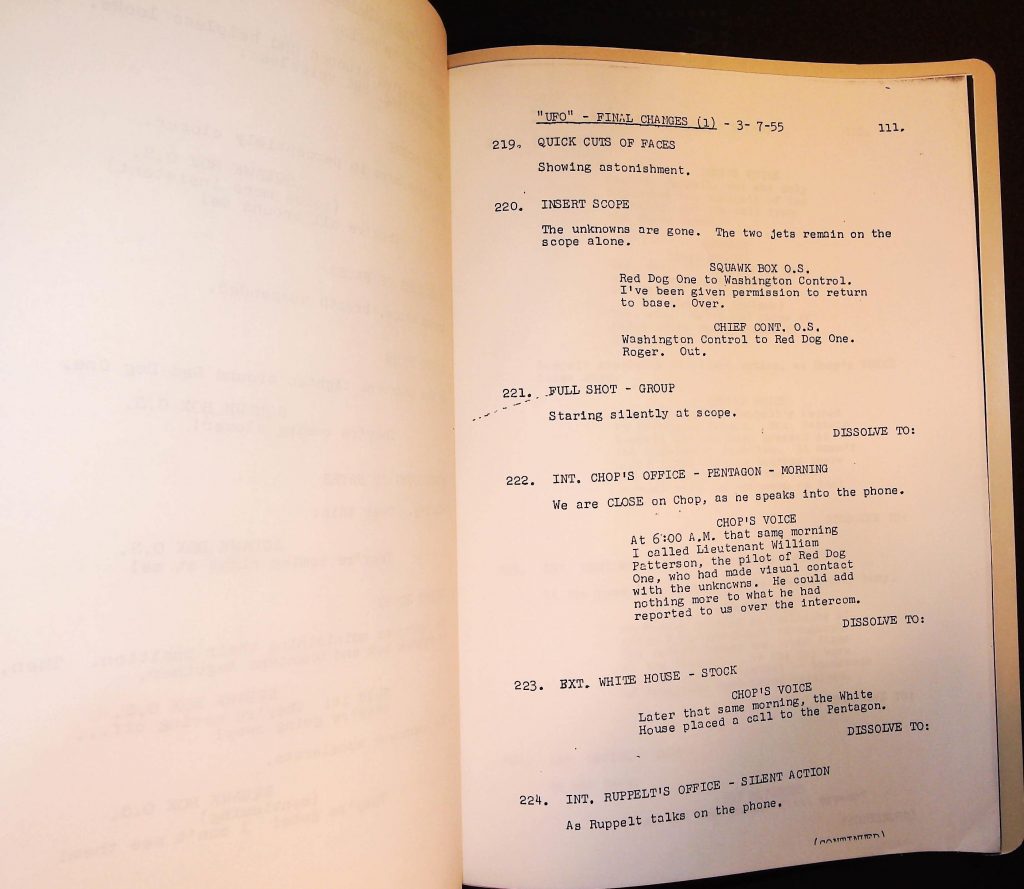 "UFO" - FINAL CHANGES (1) - 3- 7-55 111.
219. QUICK CUTS OF FACES
Showing astonishment.
220. INSERT SCOPE
The unknowns are gone. The two jets remain on the
scope alone.
SQUAWK BOX O.S.
Red Dog One to Washington Control.
I've been given permission to return
to base. Over.
CHIEF CONT. O.S.
Washington Control to Red Dog One.
Roger. Out.
221. FULL SHOT - GROUP
Staring silently at scope.
DISSOLVE TO:
222. INT. CHOP'S OFFICE - PENTAGON - MORNING
We are CLOSE on Chop, as he speaks into the phone.
CHOP'S VOICE
At 6:00 A.M. that same morning
I called Lieutenant William
Patterson, the pilot of Red Dog
One, who had made visual contact
with the unknowns. He could add
nothing more to what he had
reported to us over the intercom.
DISSOLVE TO:
223. EXT. WHITE HOUSE - STOCK
CHOP'S VOICE
Later that same morning, the White
House placed a call to the Pentagon.
DISSOLVE TO:
224. INT. RUPPELT'S OFFICE - SILENT ACTION
As Ruppelt talks on the phone.
(CONTINUED)